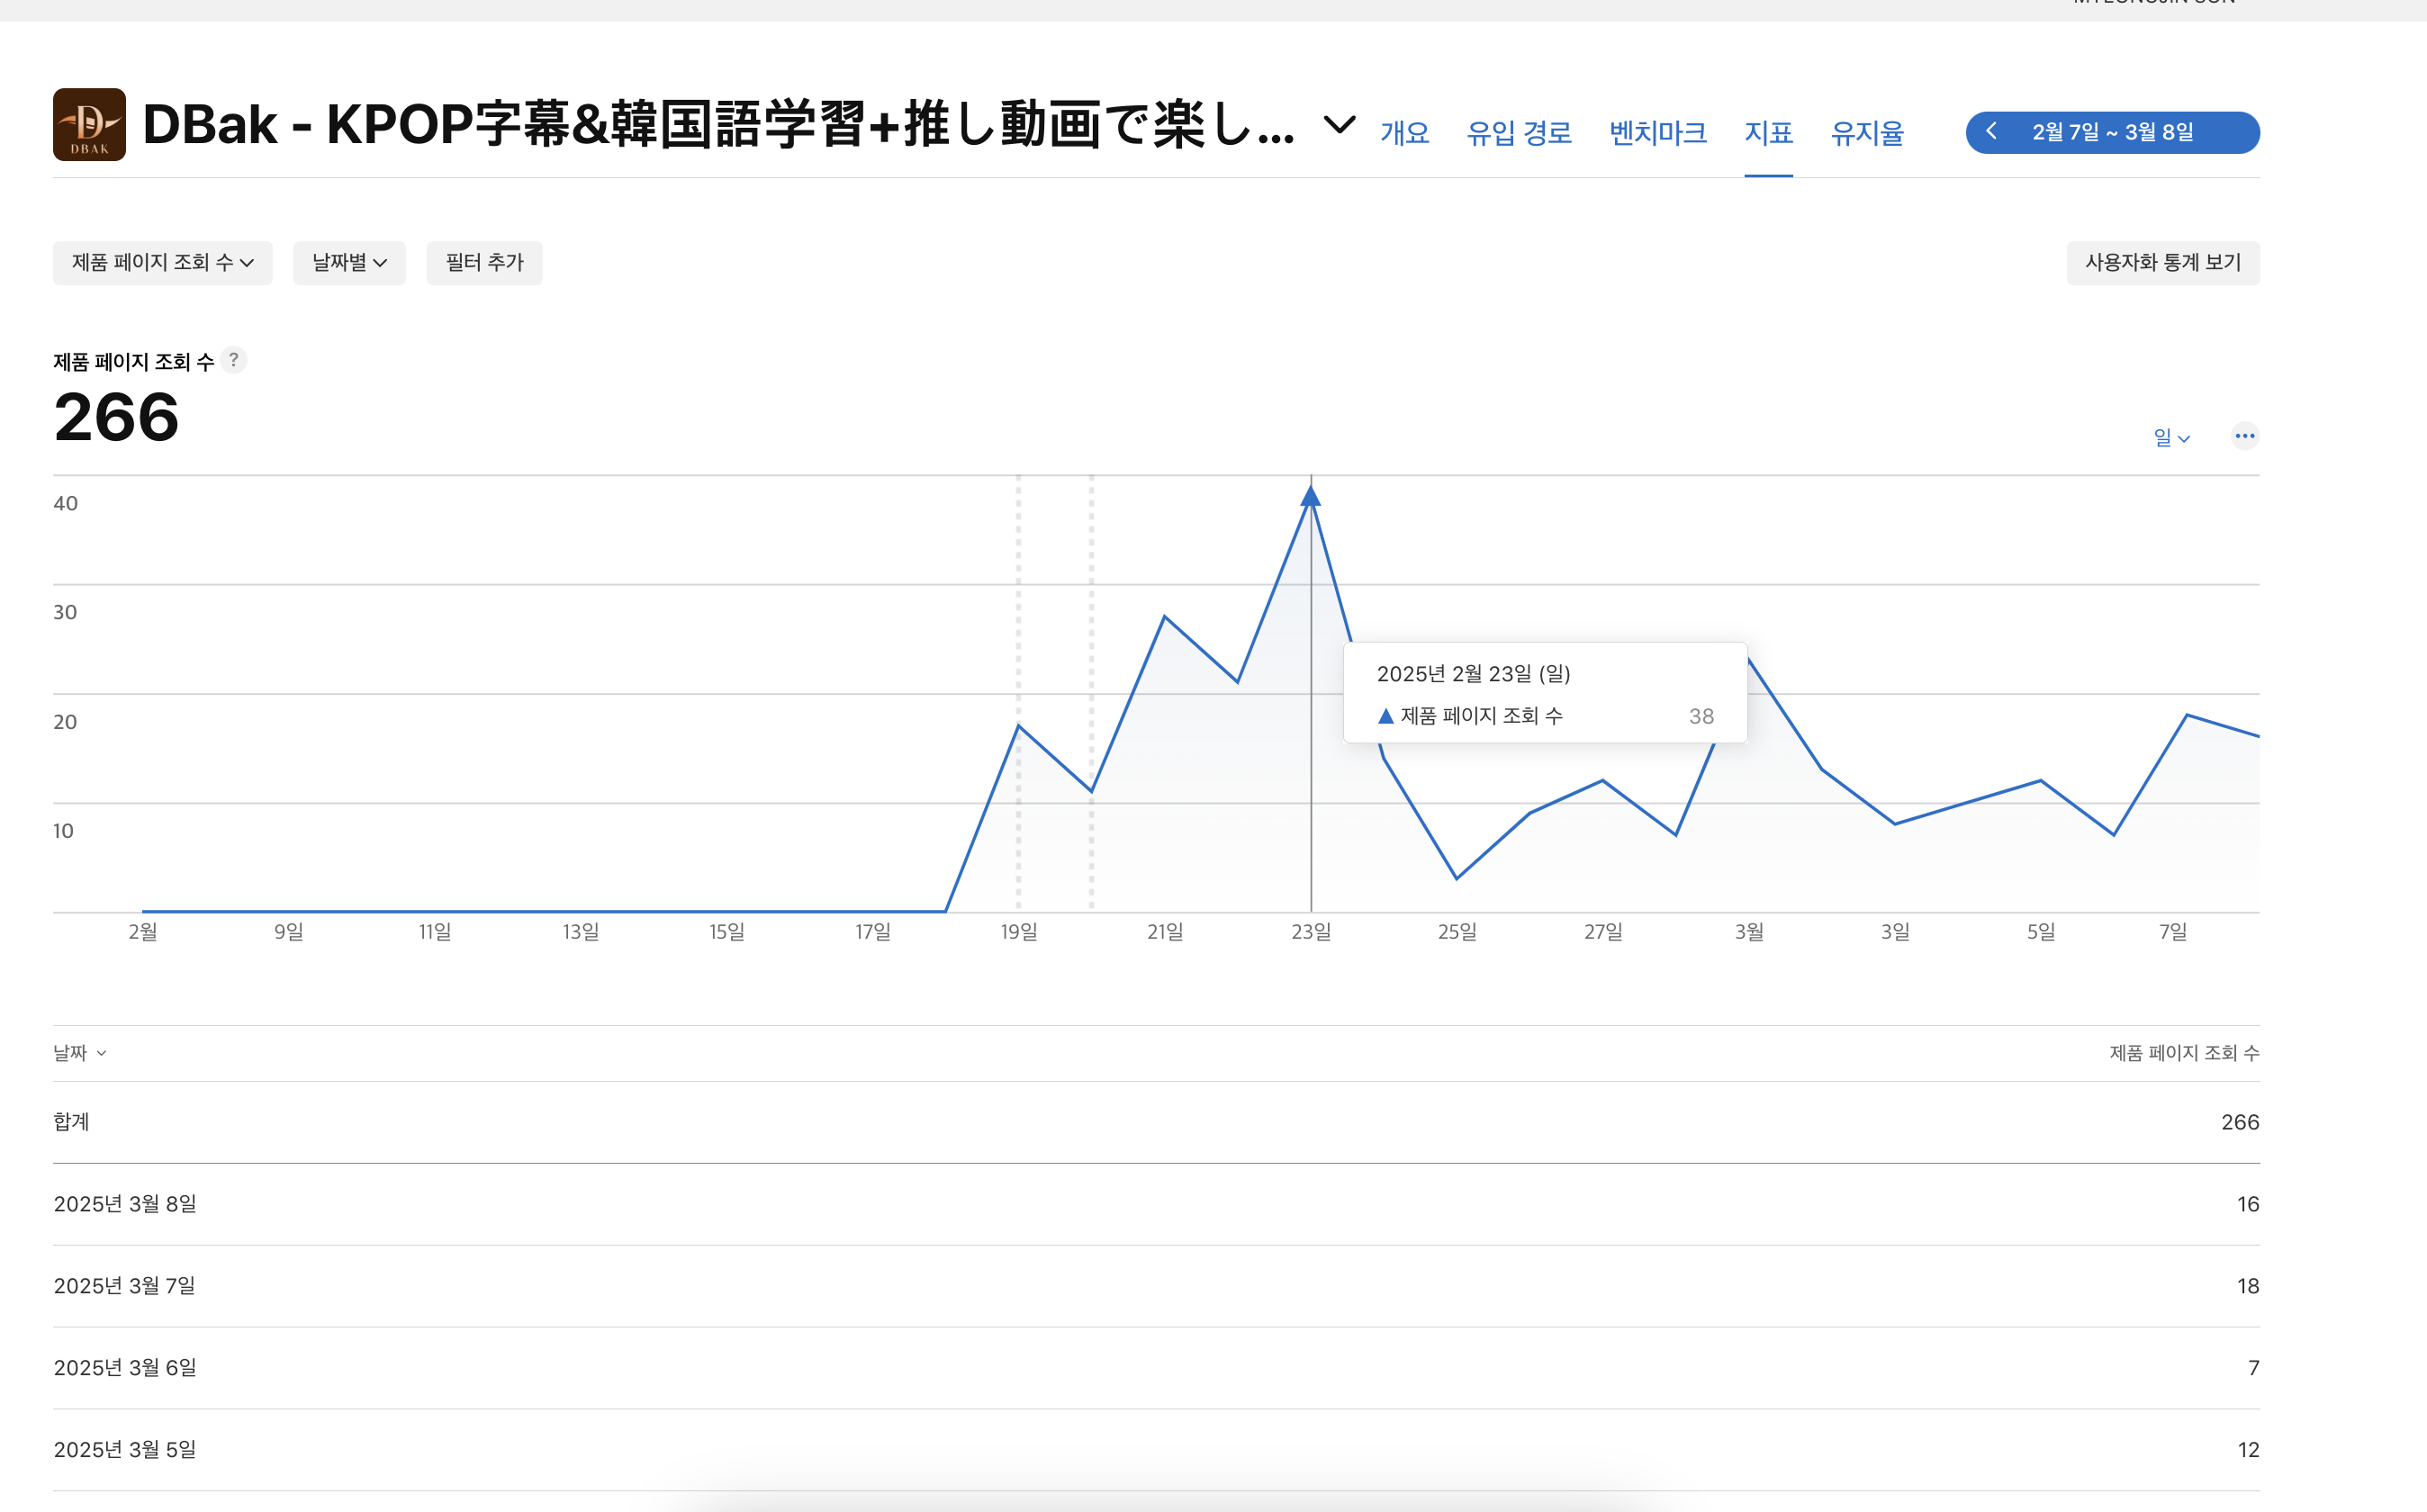 DBAK
DBak - KPOP字幕&韓国語学習+推し動画で楽し...
개요 유입 경로 벤치마크 지표 유지율
2월 7일 ~ 3월 8일
제품 페이지 조회 수 날짜별 필터 추가 사용자화 통계 보기
제품 페이지 조회 수 ?
266
일
40
30
20
10
2025년 2월 23일 (일)
제품 페이지 조회 수 38
2월 9일 11일 13일 15일 17일 19일 21일 23일 25일 27일 3월 3일 5일 7일
날짜 제품 페이지 조회 수
합계 266
2025년 3월 8일 16
2025년 3월 7일 18
2025년 3월 6일 7
2025년 3월 5일 12